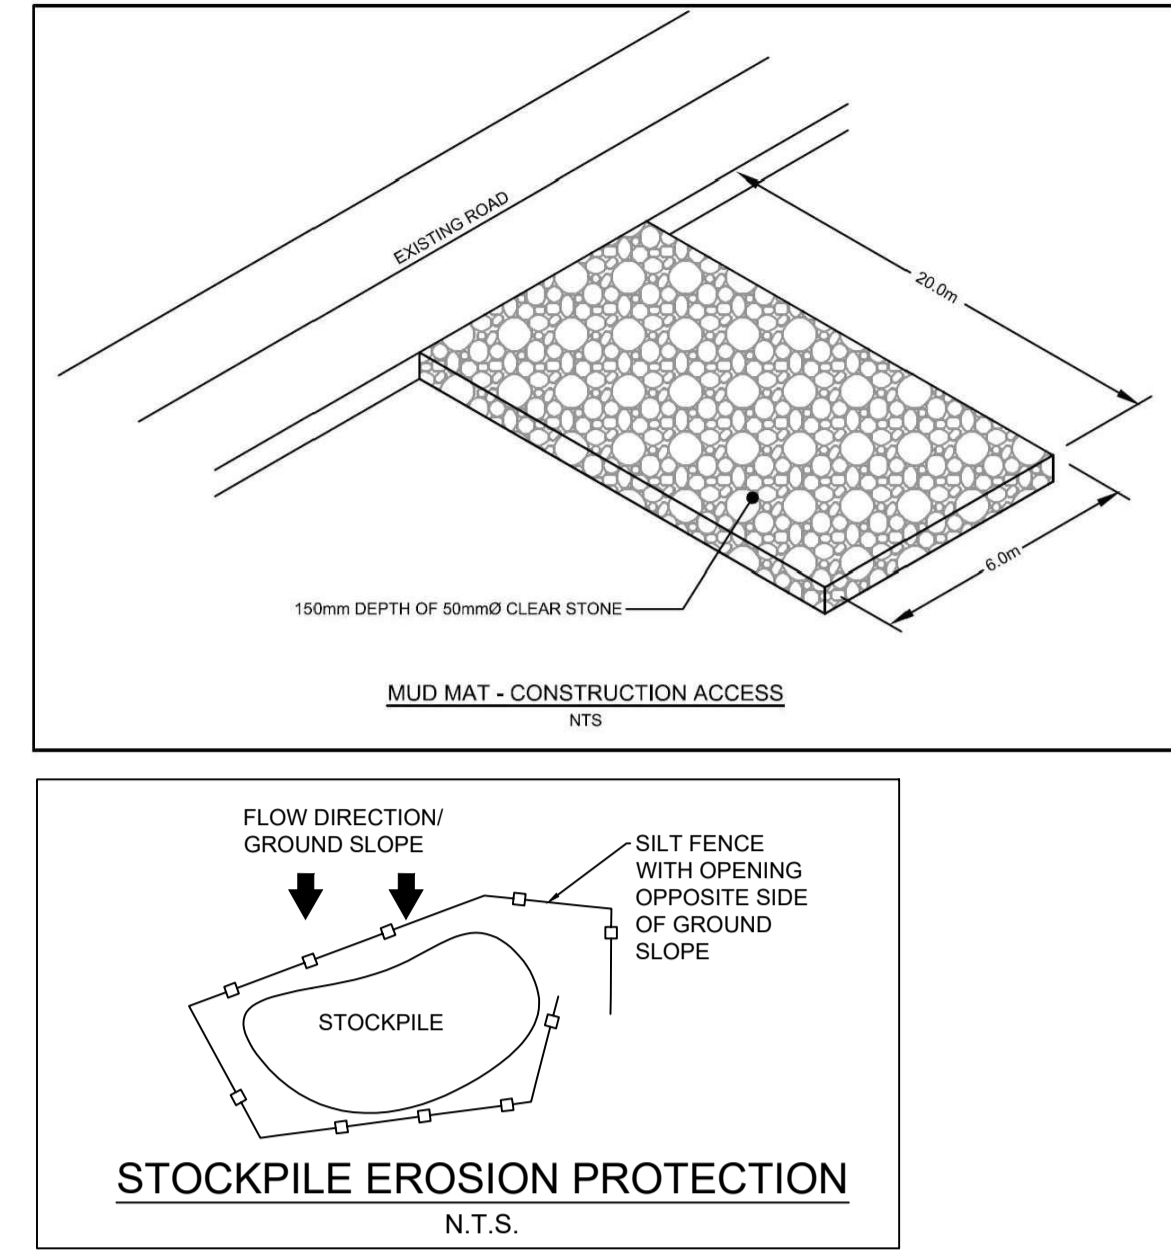 EXISTING ROAD
20.0m
6.0m
150mm DEPTH OF 50mmØ CLEAR STONE
MUD MAT - CONSTRUCTION ACCESS
NTS
FLOW DIRECTION/
GROUND SLOPE
SILT FENCE
WITH OPENING
OPPOSITE SIDE
OF GROUND
SLOPE
STOCKPILE
STOCKPILE EROSION PROTECTION
N.T.S.